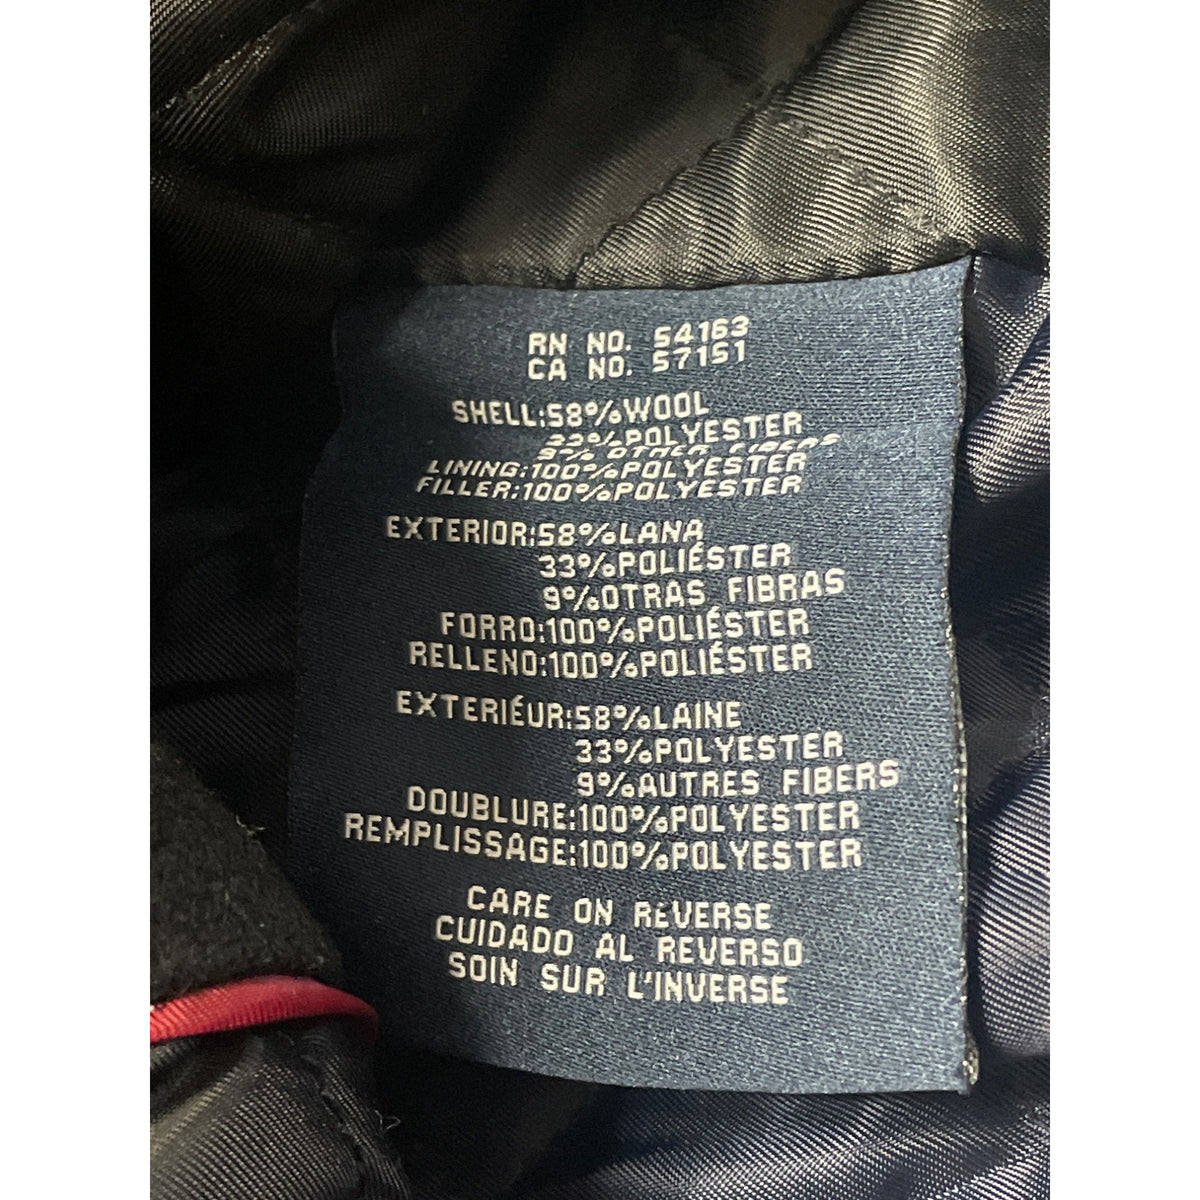 RN NO. 54163
CA NO. 57151
SHELL:58%WOOL
33%POLYESTER
9% OTHER FIBERS
LINING:100%POLYESTER
FILLER:100%POLYESTER
EXTERIOR:58%LANA
33%POLIÉSTER
9%OTRAS FIBRAS
FORRO:100%POLIÉSTER
RELLENO:100%POLIÉSTER
EXTERIÉUR:58%LAINE
33%POLYESTER
9%AUTRES FIBERS
DOUBLURE:100%POLYESTER
REMPLISSAGE:100%POLYESTER
CARE ON REVERSE
CUIDADO AL REVERSO
SOIN SUR L'INVERSE